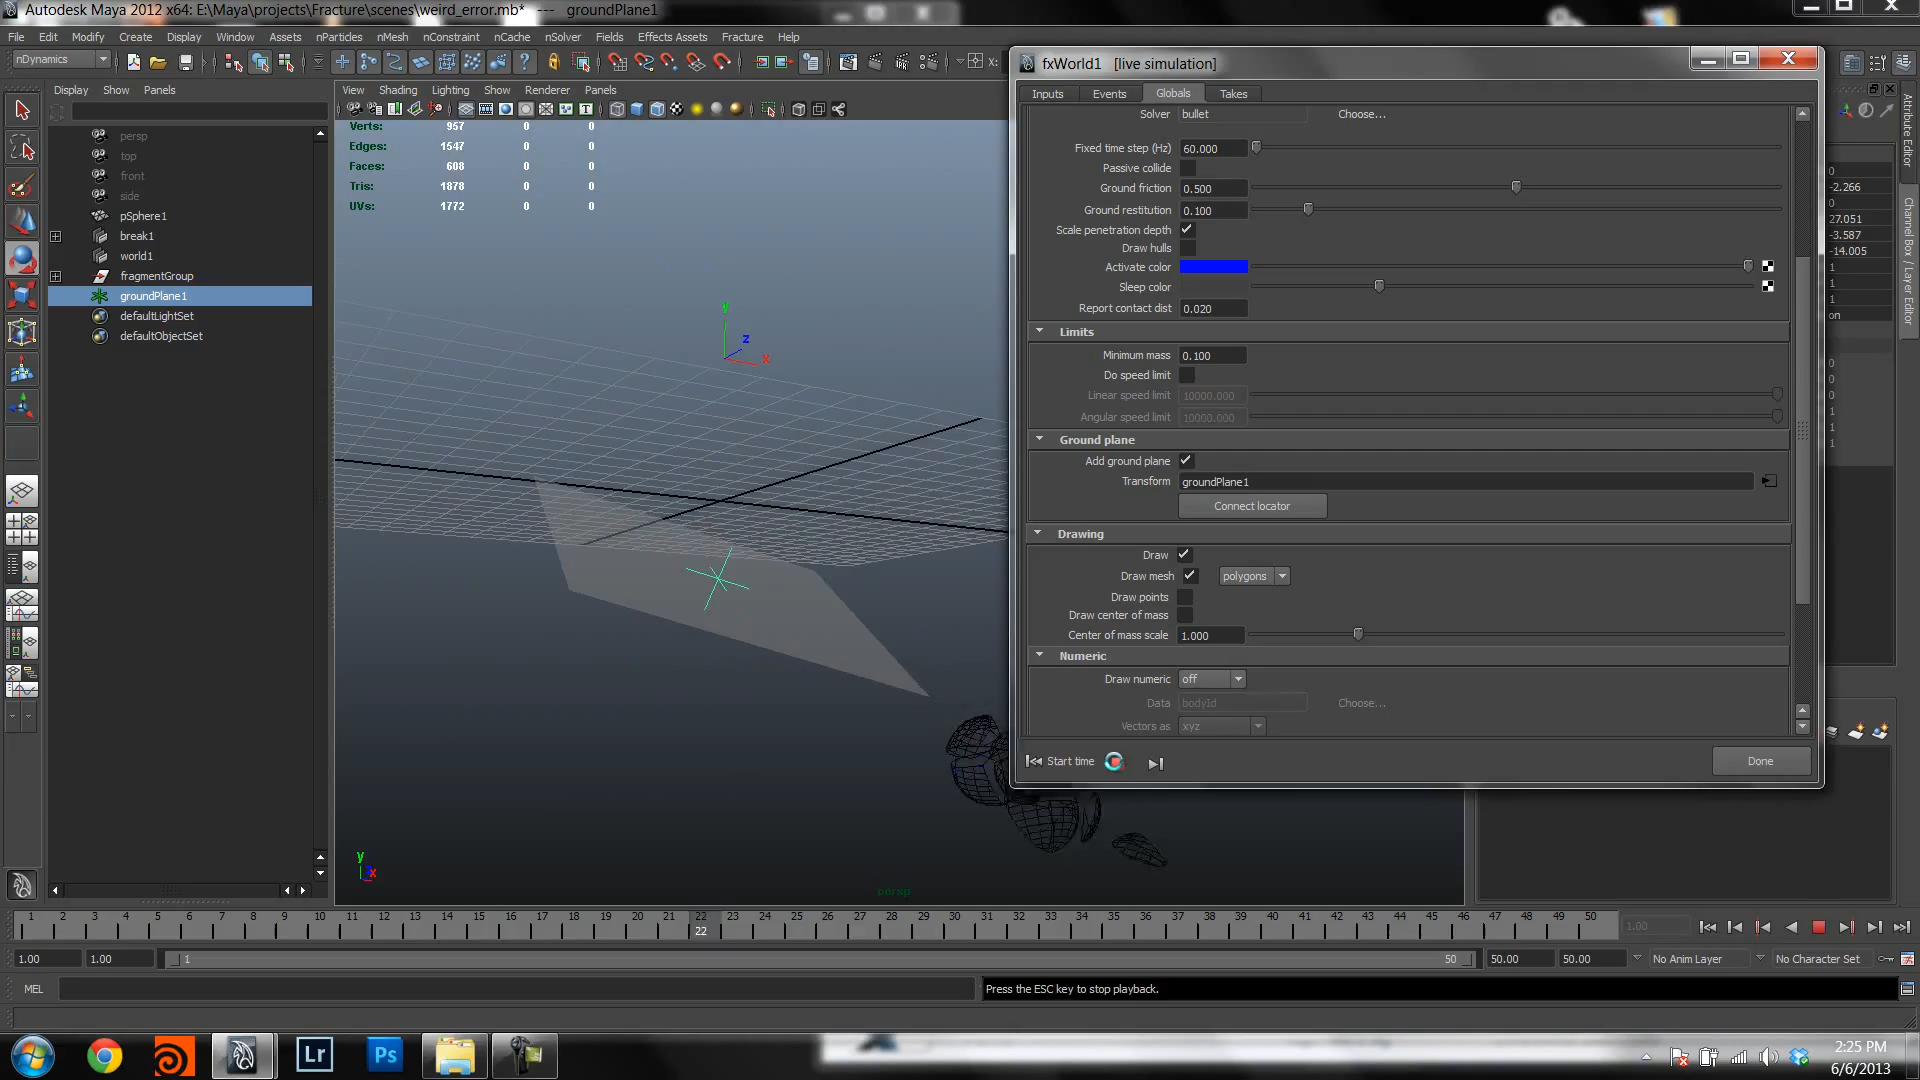 Autodesk Maya 2012 x64: E:\Maya\projects\Fracture\scenes\weird_error.mb* --- groundPlane1
File Edit Modify Create Display Window Assets nParticles nMesh nConstraint nCache nSolver Fields Effects Assets Fracture Help
nDynamics
X:
Display Show Panels
View Shading Lighting Show Renderer Panels
persp
top
front
side
pSphere1
break1
world1
fragmentGroup
groundPlane1
defaultLightSet
defaultObjectSet
Verts: 957 0 0
Edges: 1547 0 0
Faces: 608 0 0
Tris: 1878 0 0
UVs: 1772 0 0
y
z
x
y
x
persp
fxWorld1 [live simulation]
Inputs Events Globals Takes
Solver bullet Choose...
Fixed time step (Hz) 60.000
Passive collide
Ground friction 0.500
Ground restitution 0.100
Scale penetration depth
Draw hulls
Activate color
Sleep color
Report contact dist 0.020
Limits
Minimum mass 0.100
Do speed limit
Linear speed limit 10000.000
Angular speed limit 10000.000
Ground plane
Add ground plane
Transform groundPlane1
Connect locator
Drawing
Draw
Draw mesh polygons
Draw points
Draw center of mass
Center of mass scale 1.000
Numeric
Draw numeric off
Data bodyId Choose...
Vectors as xyz
Start time
Done
-2.266
0
27.051
-3.587
-14.005
1
1
1
on
0
0
0
1
1
Attribute Editor
Channel Box / Layer Editor
1 2 3 4 5 6 7 8 9 10 11 12 13 14 15 16 17 18 19 20 21 22 23 24 25 26 27 28 29 30 31 32 33 34 35 36 37 38 39 40 41 42 43 44 45 46 47 48 49 50
22
1.00
1.00 1.00 1 50 50.00 50.00 No Anim Layer No Character Set
MEL
Press the ESC key to stop playback.
Lr
Ps
2:25 PM
6/6/2013